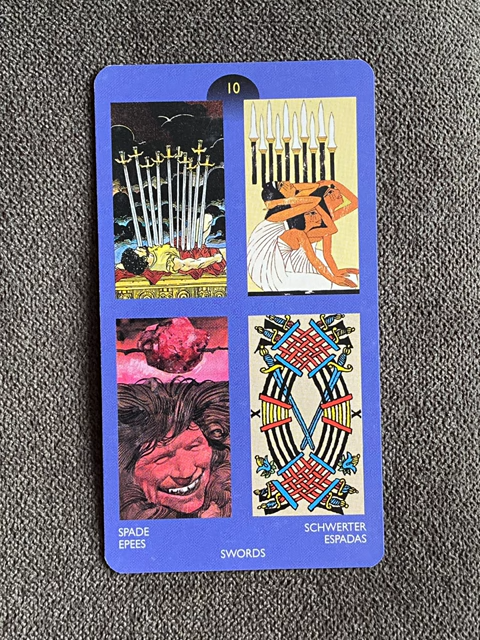 10
X X
SPADE SCHWERTER
EPEES ESPADAS
SWORDS